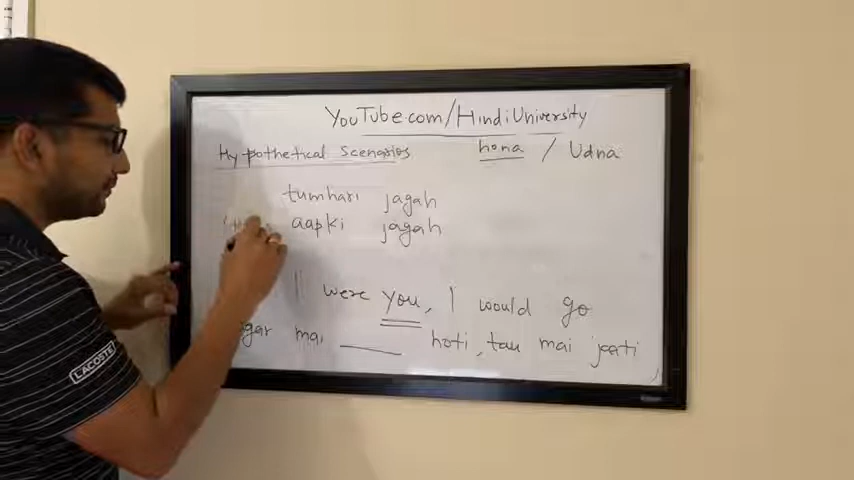 YouTube.com/HindiUniversity
Hypothetical Scenarios hona / Udna
tumhari jagah
aapki jagah
I were you, I would go
mai ______ hoti, tau mai jaati
LACOSTE